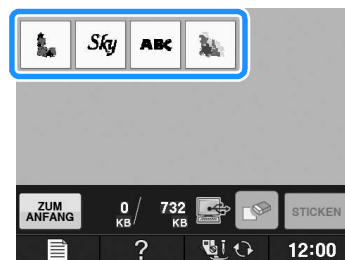 Sky ABC
ZUM
ANFANG
0 KB / 732 KB
STICKEN
? 12:00